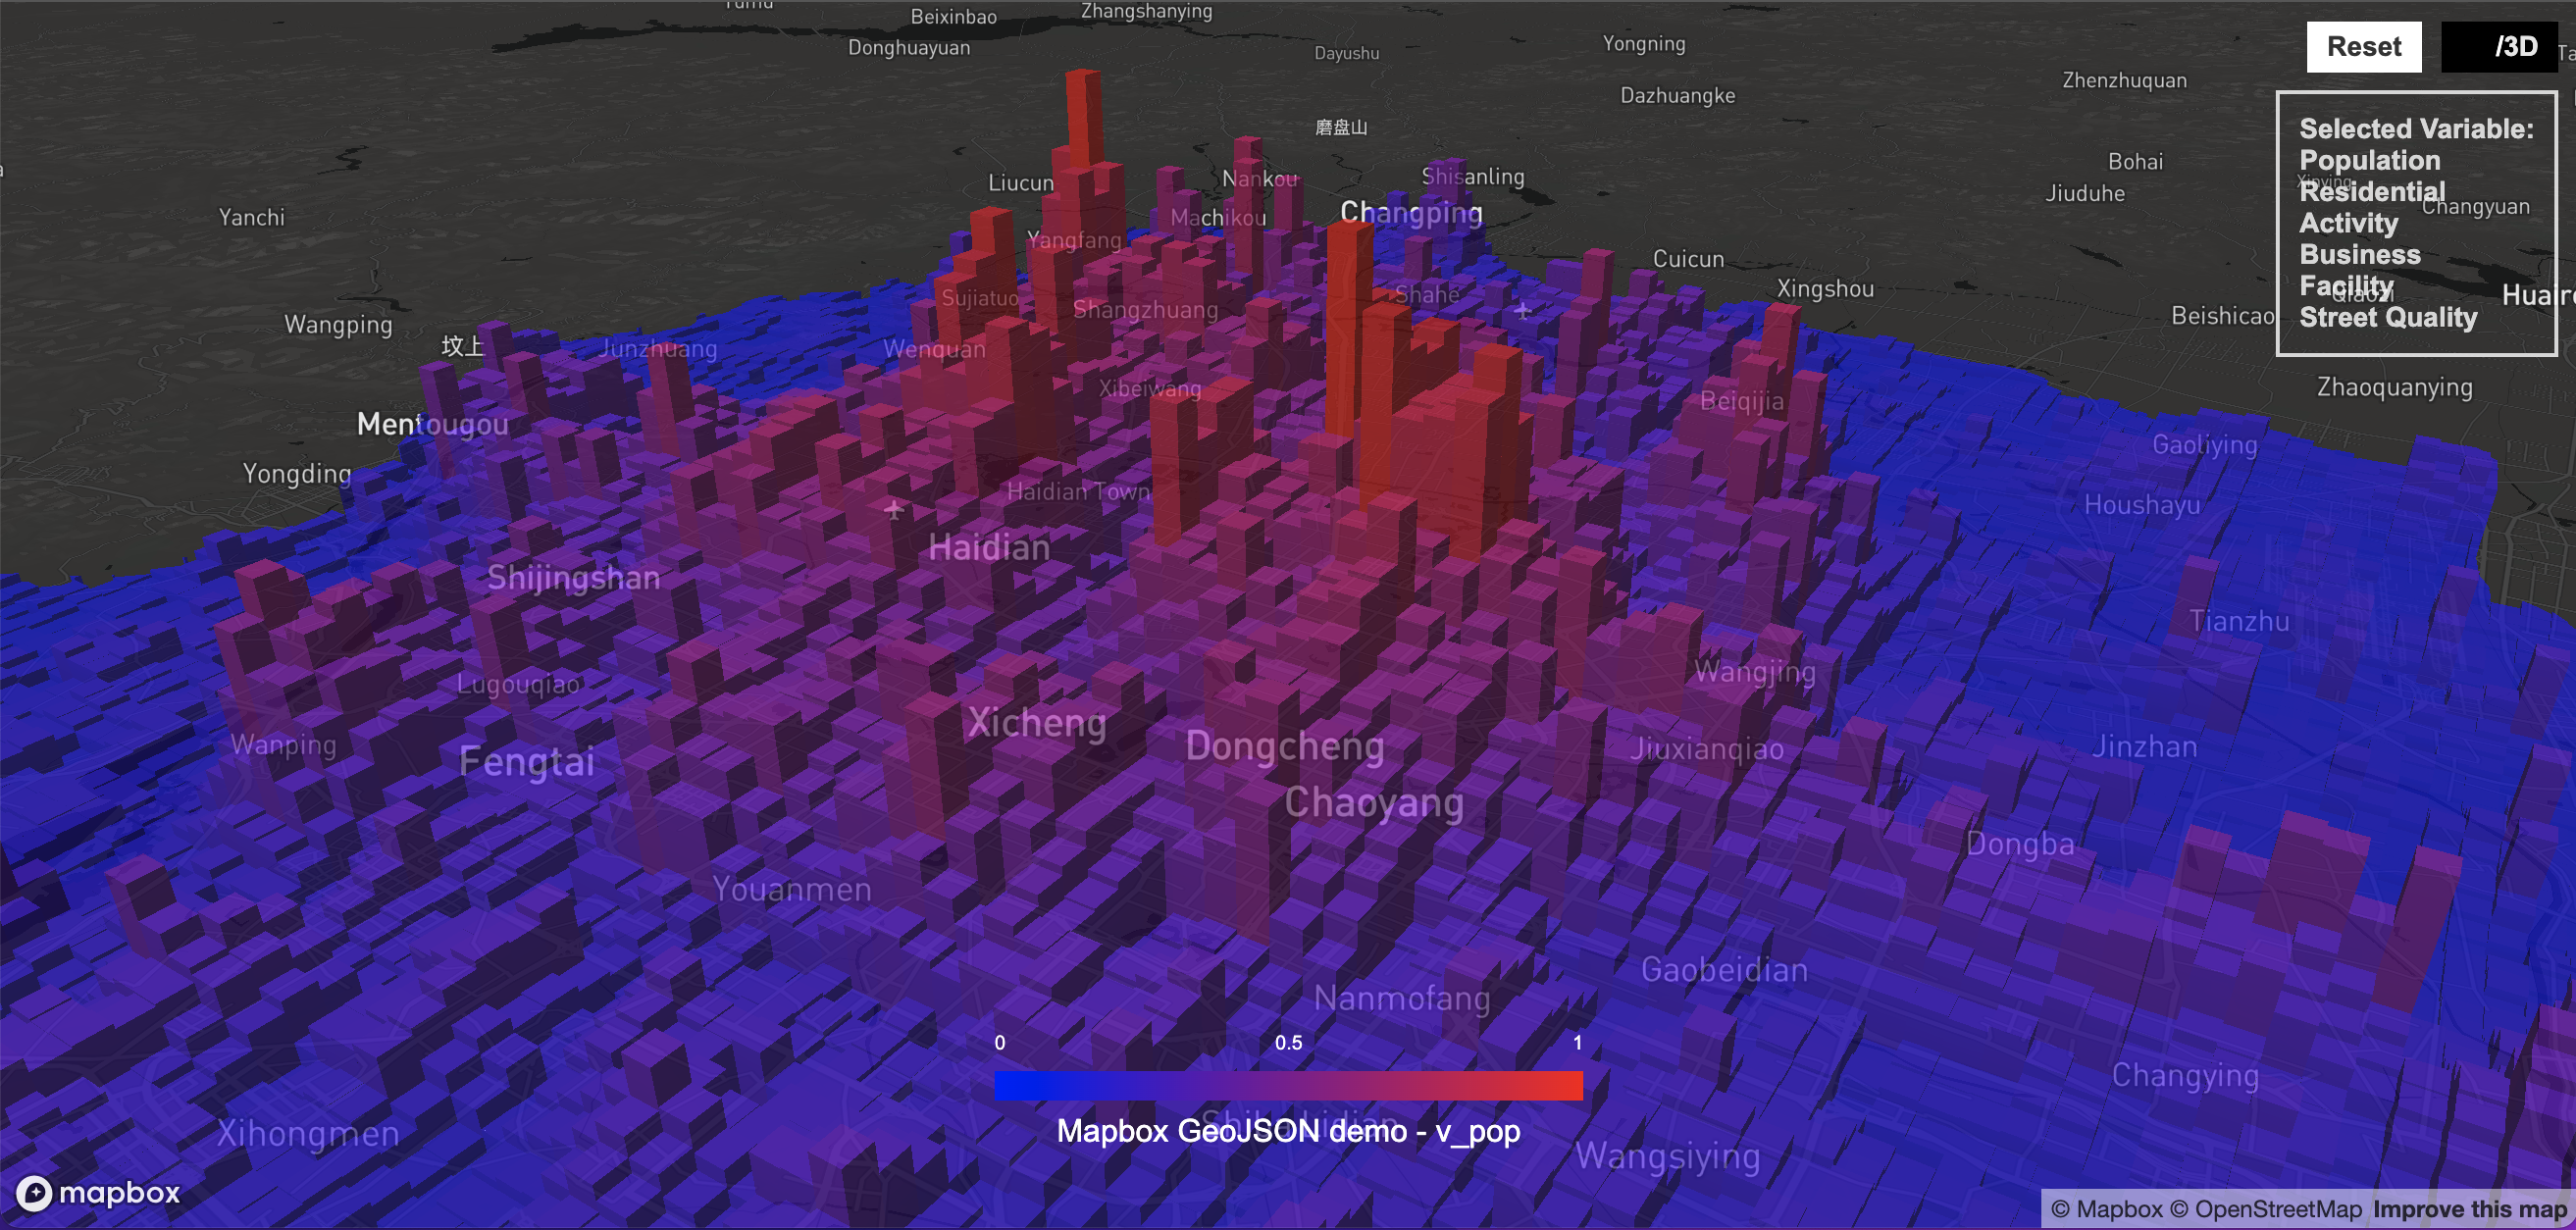 Beixinbao
Zhangshanying
Donghuayuan
Dayushu
Yongning
Reset
/3D
Zhenzhuquan
Dazhuangke
磨盘山
Selected Variable:
Population
Residential
Activity
Business
Facility
Street Quality
Bohai
Jiuduhe
Changyuan
Liucun
Nankou
Shisanling
Yanchi
Machikou
Changping
Yangfang
Cuicun
Xingshou
Sujiatuo
Shahe
Shangzhuang
Beishicao
Wangping
坟上
Junzhuang
Wenquan
Xibeiwang
Zhaoquanying
Beiqijia
Mentougou
Gaoliying
Yongding
Haidian Town
Houshayu
Haidian
Shijingshan
Tianzhu
Lugouqiao
Wangjing
Xicheng
Wanping
Fengtai
Dongcheng
Jiuxianqiao
Jinzhan
Chaoyang
Dongba
Youanmen
Gaobeidian
Nanmofang
0 0.5 1
Changying
Mapbox GeoJSON demo - v_pop
Xihongmen
Wangsiying
mapbox
© Mapbox © OpenStreetMap Improve this map